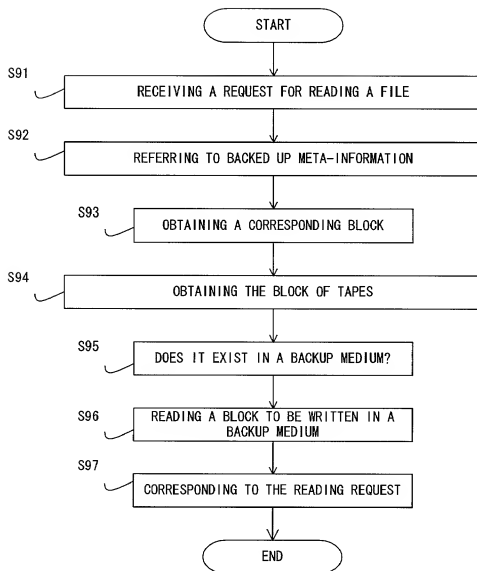 START
S91
RECEIVING A REQUEST FOR READING A FILE
S92
REFERRING TO BACKED UP META-INFORMATION
S93
OBTAINING A CORRESPONDING BLOCK
S94
OBTAINING THE BLOCK OF TAPES
S95
DOES IT EXIST IN A BACKUP MEDIUM?
S96
READING A BLOCK TO BE WRITTEN IN A
BACKUP MEDIUM
S97
CORRESPONDING TO THE READING REQUEST
END